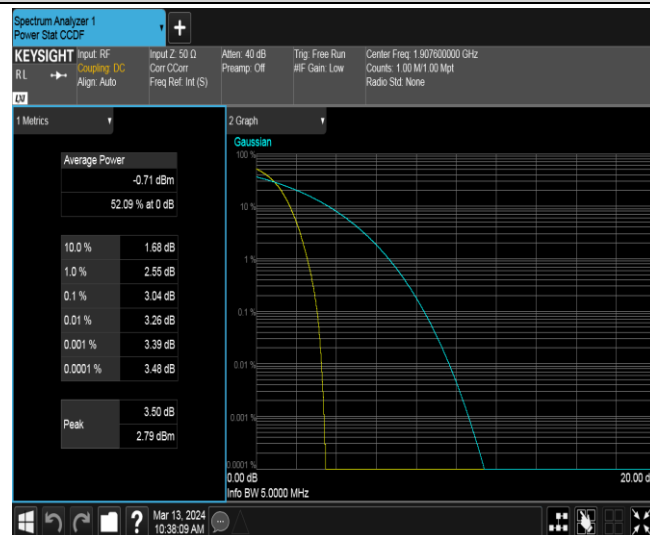 Spectrum Analyzer 1
Power Stat CCDF
+
KEYSIGHT
RL
Input: RF
Coupling: DC
Align: Auto
Input Z: 50 Ω
Corr CCorr
Freq Ref: Int (S)
Atten: 40 dB
Preamp: Off
Trig: Free Run
#IF Gain: Low
Center Freq: 1.907600000 GHz
Counts: 1.00 M/1.00 Mpt
Radio Std: None
1 Metrics
Average Power
-0.71 dBm
52.09 % at 0 dB
10.0 % 1.68 dB
1.0 % 2.55 dB
0.1 % 3.04 dB
0.01 % 3.26 dB
0.001 % 3.39 dB
0.0001 % 3.48 dB
Peak 3.50 dB
2.79 dBm
2 Graph
Gaussian
100 %
10 %
1 %
0.1 %
0.01 %
0.001 %
0.0001 %
0.00 dB 20.00 d
Info BW 5.0000 MHz
?
Mar 13, 2024
10:38:09 AM